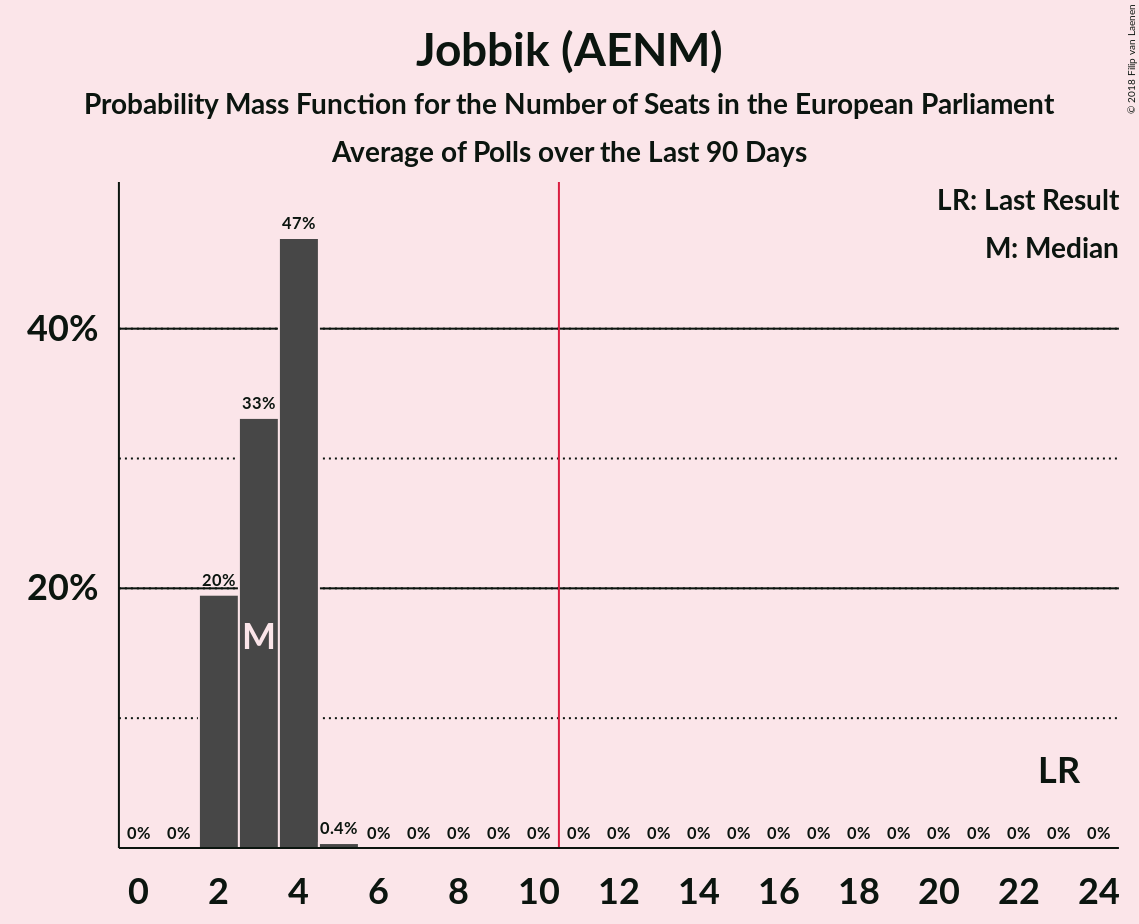 Jobbik (AENM)
Probability Mass Function for the Number of Seats in the European Parliament
Average of Polls over the Last 90 Days
© 2018 Filip van Laenen
LR: Last Result
M: Median
47%
40%
33%
20%
20%
M
LR
0% 0% 0.4% 0% 0% 0% 0% 0% 0% 0% 0% 0% 0% 0% 0% 0% 0% 0% 0% 0% 0% 0%
0 2 4 6 8 10 12 14 16 18 20 22 24